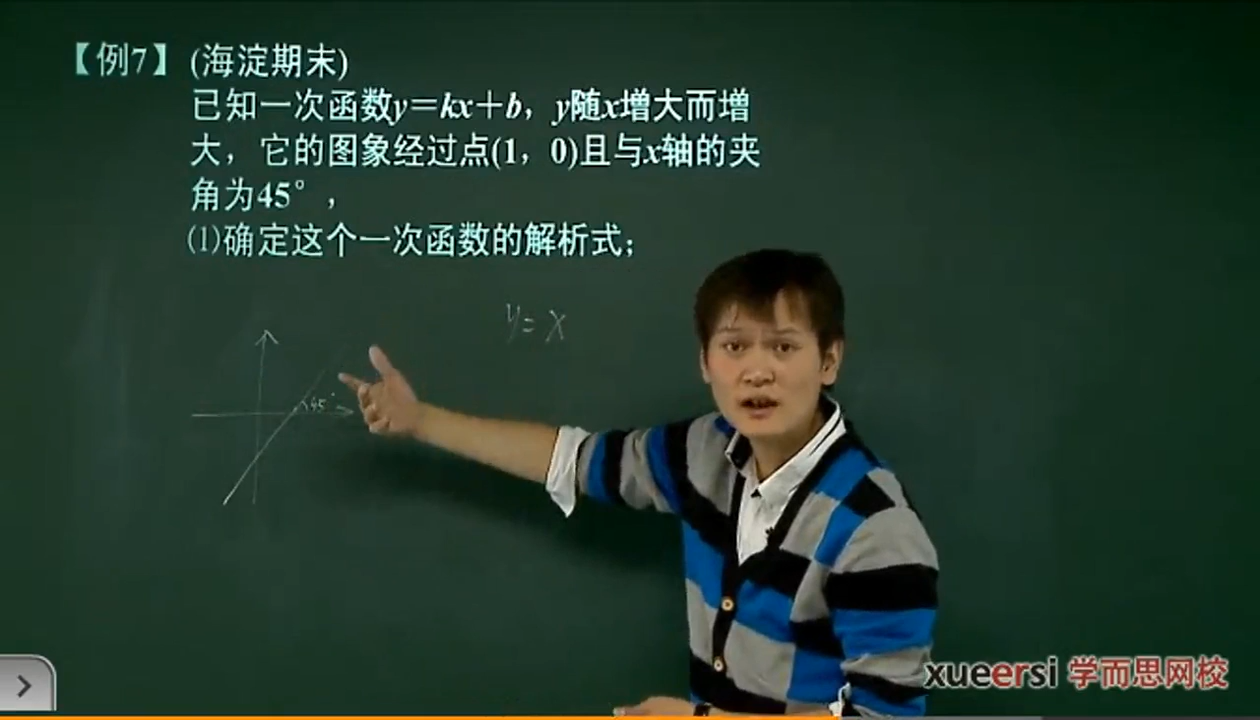 【例7】(海淀期末)
已知一次函数y=kx+b，y随x增大而增
大，它的图象经过点(1，0)且与x轴的夹
角为45°，
⑴确定这个一次函数的解析式；
y= x
45°
xueersi 学而思网校